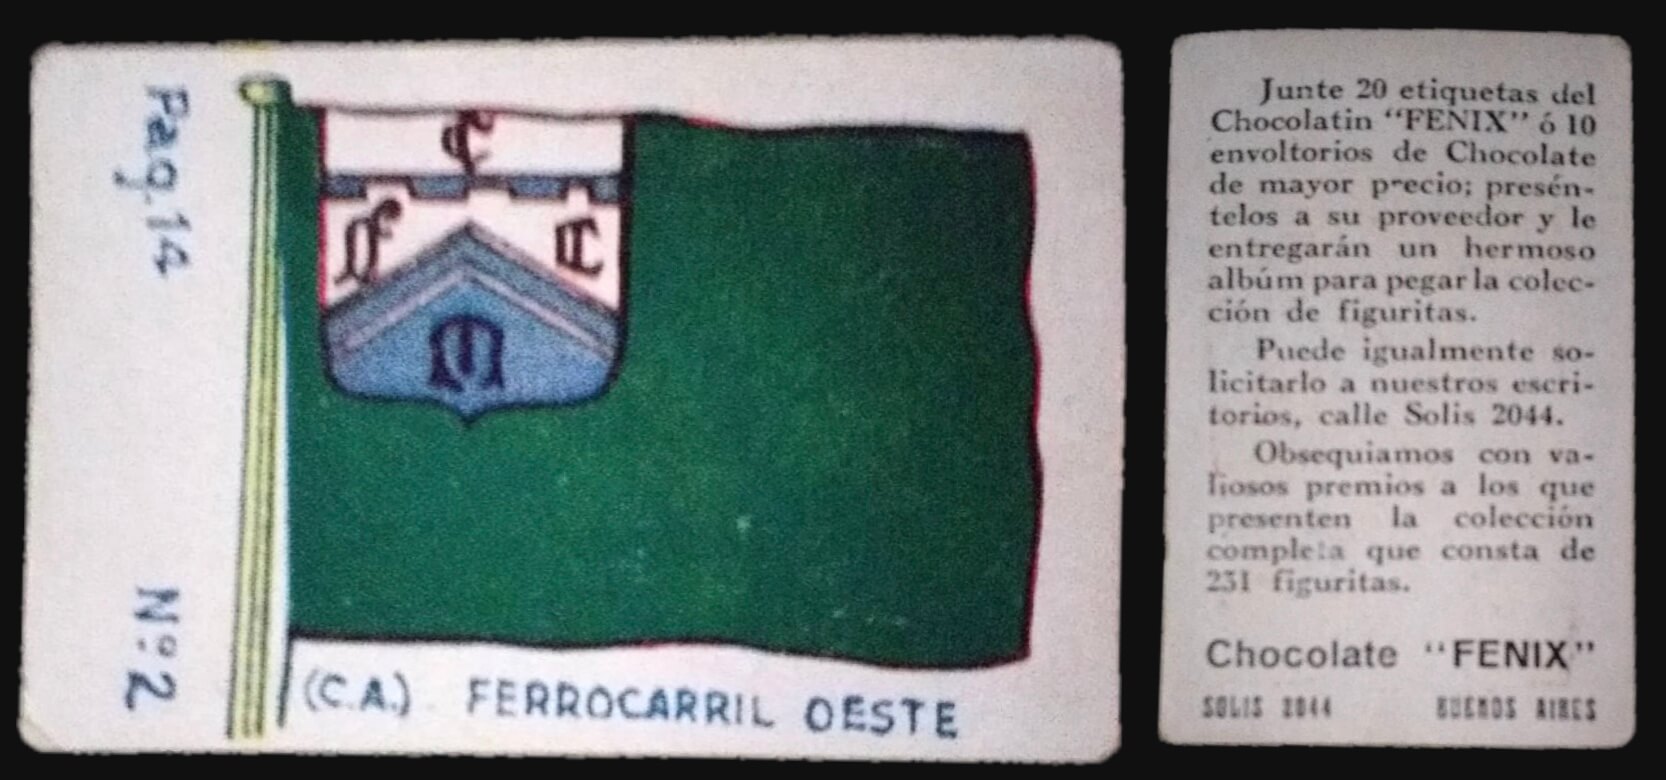 Pag. 14
Nº 2
C
f C
O
(C.A.) FERROCARRIL OESTE
Junte 20 etiquetas del
Chocolatin "FENIX" ó 10
envoltorios de Chocolate
de mayor precio; presén-
telos a su proveedor y le
entregarán un hermoso
albúm para pegar la colec-
ción de figuritas.
Puede igualmente so-
licitarlo a nuestros escri-
torios, calle Solis 2044.
Obsequiamos con va-
liosos premios a los que
presenten la colección
completa que consta de
231 figuritas.
Chocolate "FENIX"
SOLIS 2044 BUENOS AIRES